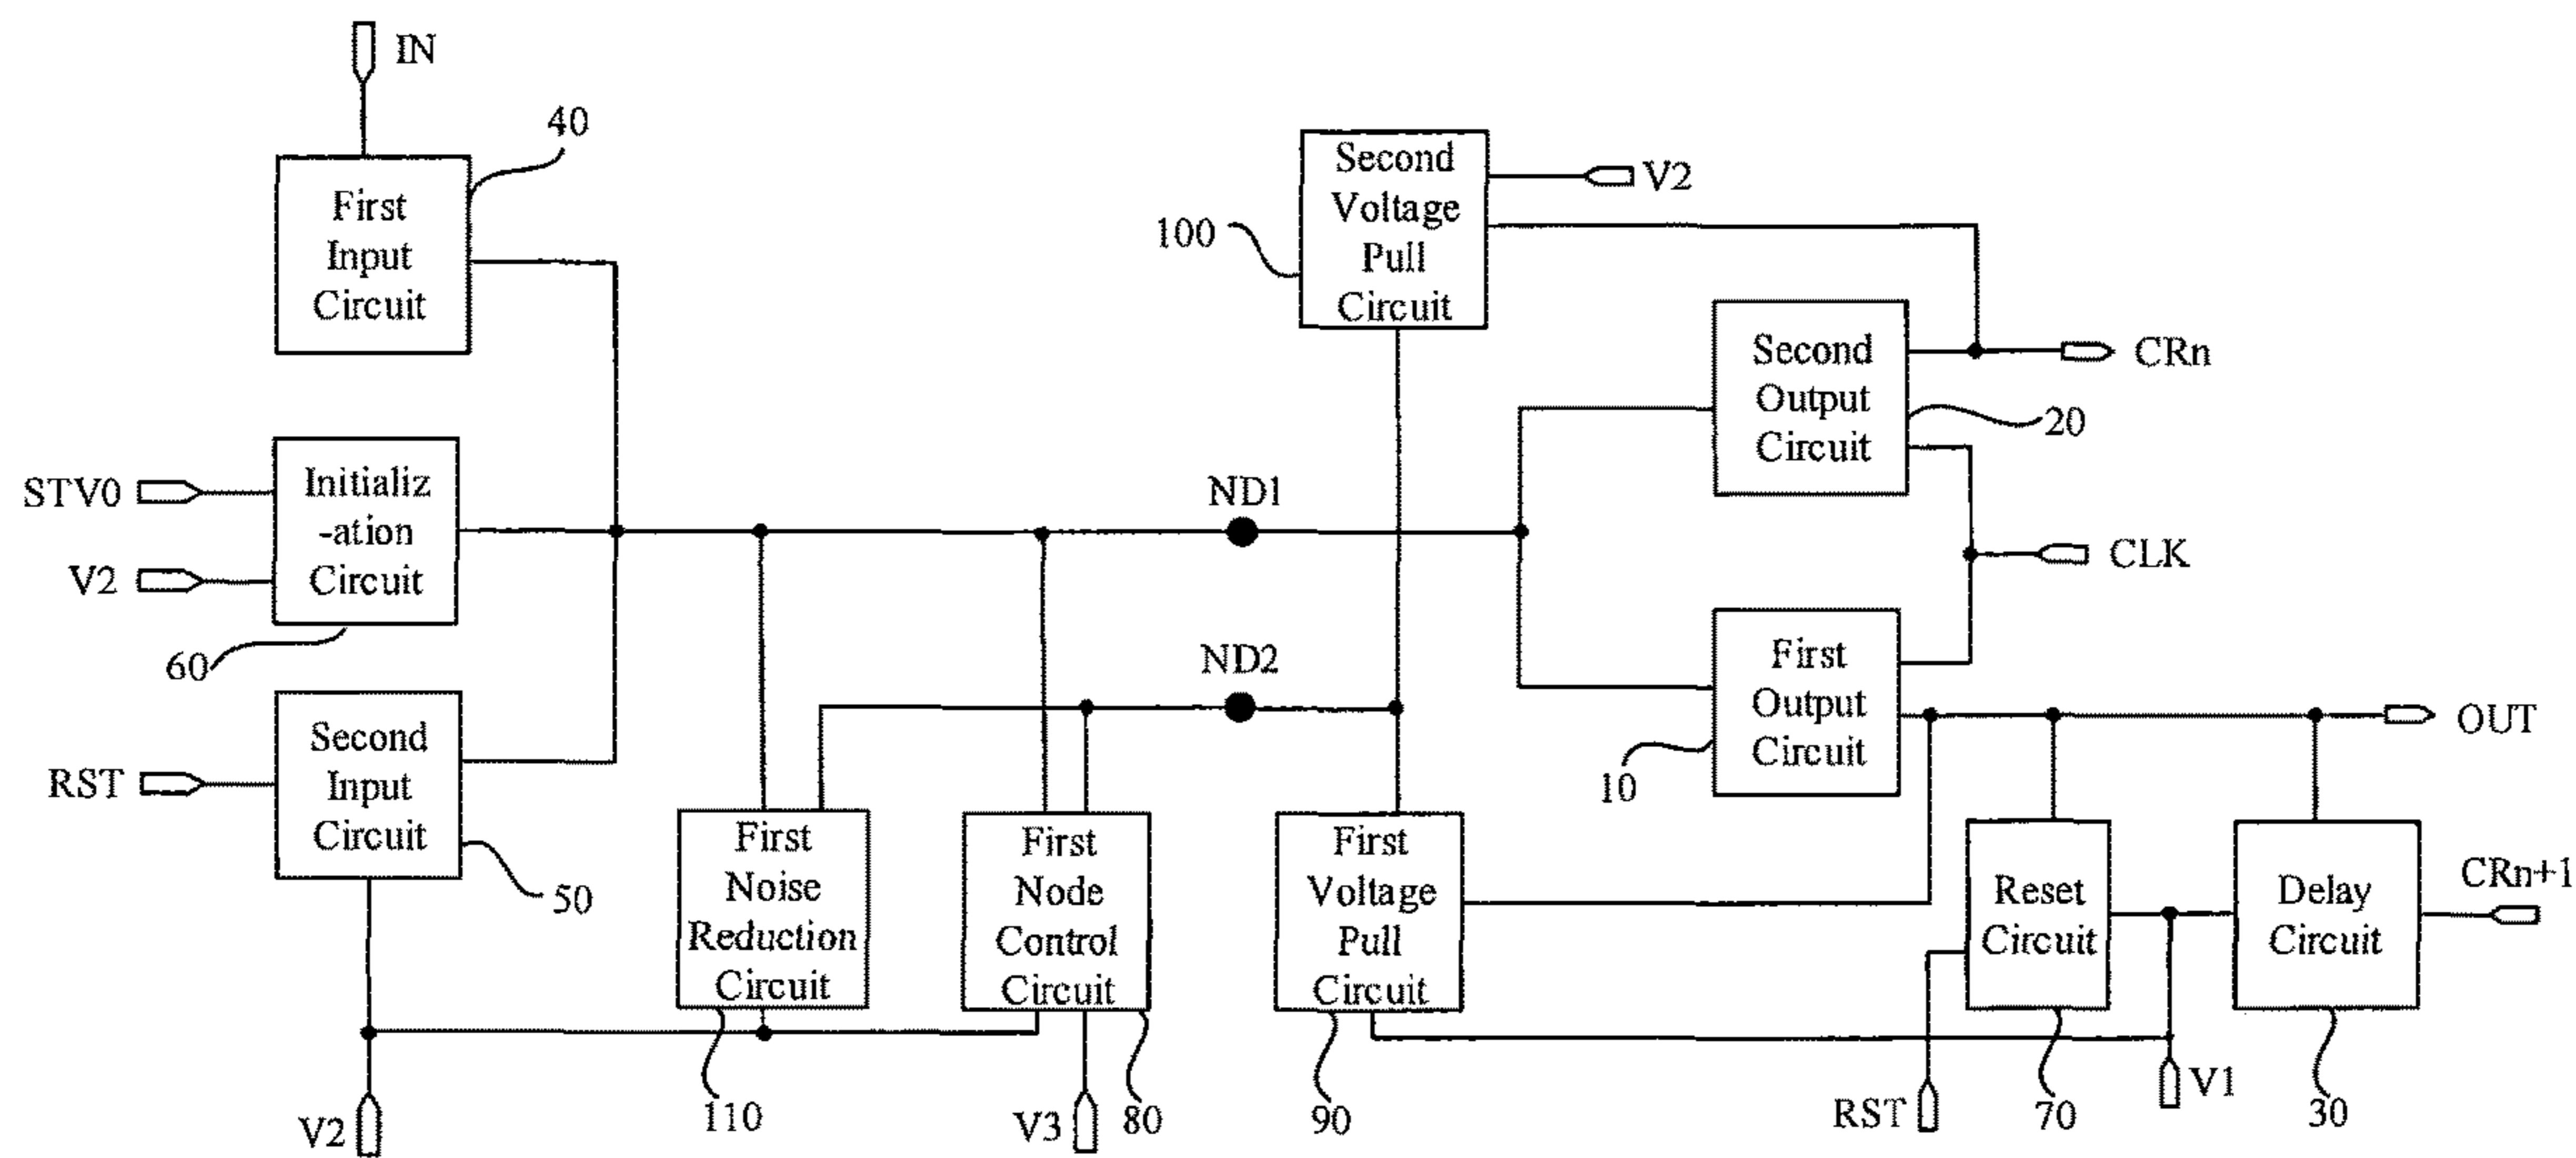 IN
40
First
Input
Circuit
Second
Voltage
Pull
Circuit
V2
100
Second
Output
Circuit
CRn
20
STV0
V2
Initializ
-ation
Circuit
60
ND1
CLK
ND2
First
Output
Circuit
10
OUT
RST
Second
Input
Circuit
50
First
Noise
Reduction
Circuit
First
Node
Control
Circuit
First
Voltage
Pull
Circuit
Reset
Circuit
Delay
Circuit
CRn+1
V2
110
V3
80
90
RST
70
V1
30